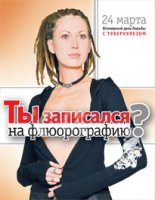 24 марта
Всемирный день борьбы
С ТУБЕРКУЛЕЗОМ
ТЫ записался
на флюорографию?